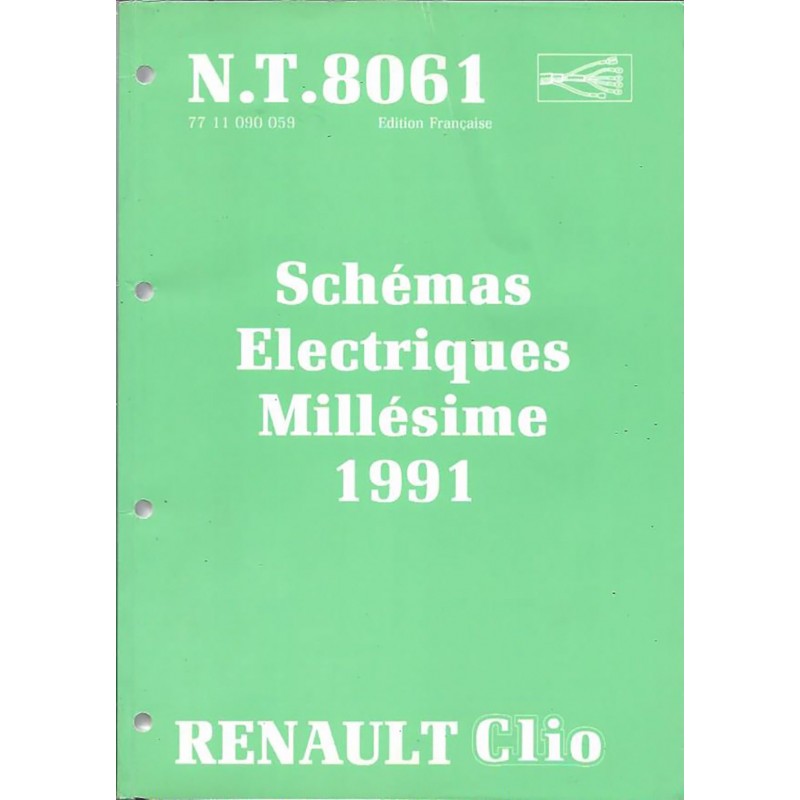 N.T.8061
77 11 090 059 Edition Française
Schémas
Electriques
Millésime
1991
RENAULT Clio